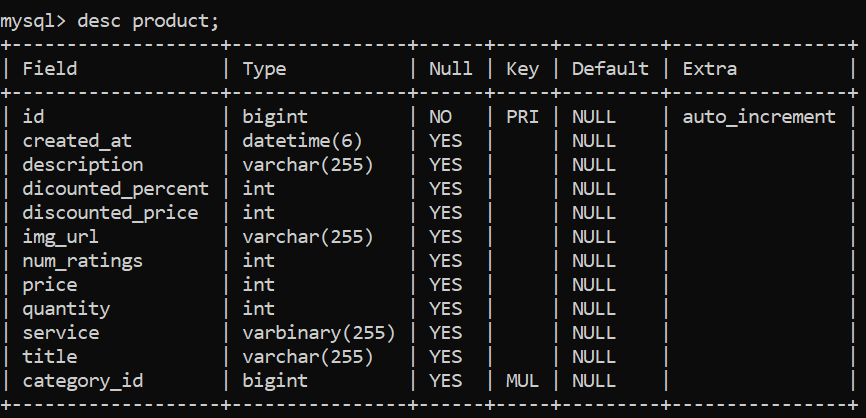 mysql> desc product;
+-------------------+----------------+------+-----+---------+----------------+
| Field             | Type           | Null | Key | Default | Extra          |
+-------------------+----------------+------+-----+---------+----------------+
| id                | bigint         | NO   | PRI | NULL    | auto_increment |
| created_at        | datetime(6)    | YES  |     | NULL    |                |
| description       | varchar(255)   | YES  |     | NULL    |                |
| dicounted_percent | int            | YES  |     | NULL    |                |
| discounted_price  | int            | YES  |     | NULL    |                |
| img_url           | varchar(255)   | YES  |     | NULL    |                |
| num_ratings       | int            | YES  |     | NULL    |                |
| price             | int            | YES  |     | NULL    |                |
| quantity          | int            | YES  |     | NULL    |                |
| service           | varbinary(255) | YES  |     | NULL    |                |
| title             | varchar(255)   | YES  |     | NULL    |                |
| category_id       | bigint         | YES  | MUL | NULL    |                |
+-------------------+----------------+------+-----+---------+----------------+